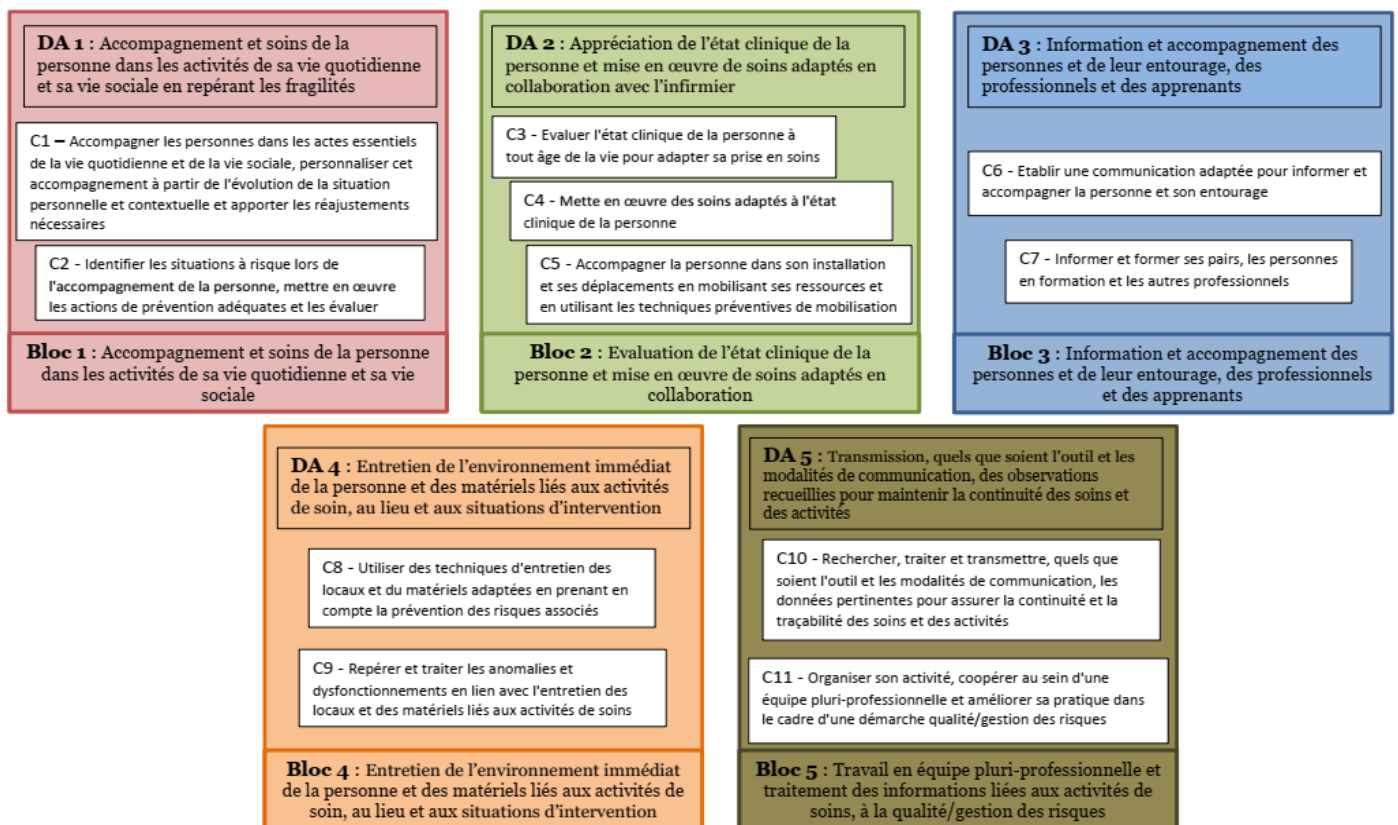 DA 1 : Accompagnement et soins de la
personne dans les activités de sa vie quotidienne
et sa vie sociale en repérant les fragilités
C1 – Accompagner les personnes dans les actes essentiels
de la vie quotidienne et de la vie sociale, personnaliser cet
accompagnement à partir de l'évolution de la situation
personnelle et contextuelle et apporter les réajustements
nécessaires
C2 - Identifier les situations à risque lors de
l'accompagnement de la personne, mettre en œuvre
les actions de prévention adéquates et les évaluer
Bloc 1 : Accompagnement et soins de la personne
dans les activités de sa vie quotidienne et sa vie
sociale
DA 2 : Appréciation de l'état clinique de la
personne et mise en œuvre de soins adaptés en
collaboration avec l'infirmier
C3 - Evaluer l'état clinique de la personne à
tout âge de la vie pour adapter sa prise en soins
C4 - Mette en œuvre des soins adaptés à l'état
clinique de la personne
C5 - Accompagner la personne dans son installation
et ses déplacements en mobilisant ses ressources et
en utilisant les techniques préventives de mobilisation
Bloc 2 : Evaluation de l'état clinique de la
personne et mise en œuvre de soins adaptés en
collaboration
DA 3 : Information et accompagnement des
personnes et de leur entourage, des
professionnels et des apprenants
C6 - Etablir une communication adaptée pour informer et
accompagner la personne et son entourage
C7 - Informer et former ses pairs, les personnes
en formation et les autres professionnels
Bloc 3 : Information et accompagnement des
personnes et de leur entourage, des professionnels
et des apprenants
DA 4 : Entretien de l'environnement immédiat
de la personne et des matériels liés aux activités
de soin, au lieu et aux situations d'intervention
C8 - Utiliser des techniques d'entretien des
locaux et du matériels adaptées en prenant en
compte la prévention des risques associés
C9 - Repérer et traiter les anomalies et
dysfonctionnements en lien avec l'entretien des
locaux et des matériels liés aux activités de soins
Bloc 4 : Entretien de l'environnement immédiat
de la personne et des matériels liés aux activités de
soin, au lieu et aux situations d'intervention
DA 5 : Transmission, quels que soient l'outil et les
modalités de communication, des observations
recueillies pour maintenir la continuité des soins et
des activités
C10 - Rechercher, traiter et transmettre, quels que
soient l'outil et les modalités de communication, les
données pertinentes pour assurer la continuité et la
traçabilité des soins et des activités
C11 - Organiser son activité, coopérer au sein d'une
équipe pluri-professionnelle et améliorer sa pratique dans
le cadre d'une démarche qualité/gestion des risques
Bloc 5 : Travail en équipe pluri-professionnelle et
traitement des informations liées aux activités de
soins, à la qualité/gestion des risques